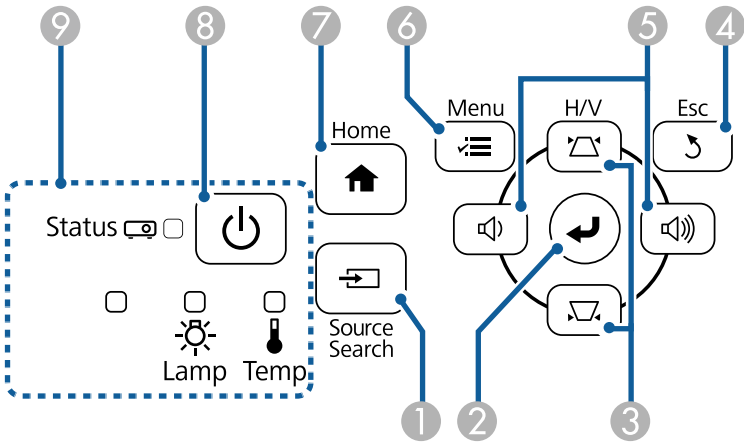 9 8 7 6 5 4
Menu H/V Esc
Home
Status
Source
Search
Lamp Temp
1 2 3